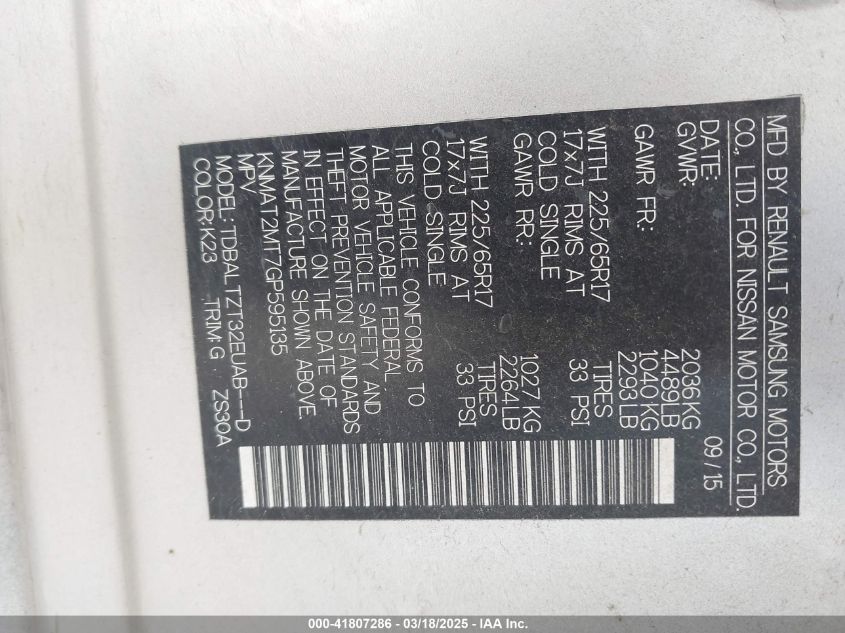 MFD BY RENAULT SAMSUNG MOTORS
CO., LTD. FOR NISSAN MOTOR CO., LTD.
DATE: 09/15
GVWR: 2036KG
4489LB
GAWR FR: 1040 KG
2293LB
WITH 225/65R17 TIRES
17x7J RIMS AT 33 PSI
COLD SINGLE
GAWR RR: 1027 KG
2264LB
WITH 225/65R17 TIRES
17x7J RIMS AT 33 PSI
COLD SINGLE
THIS VEHICLE CONFORMS TO
ALL APPLICABLE FEDERAL
MOTOR VEHICLE SAFETY AND
THEFT PREVENTION STANDARDS
IN EFFECT ON THE DATE OF
MANUFACTURE SHOWN ABOVE.
KNMAT2MT7GP595135
MPV
MODEL: TDBALTZT32EUAB---D
COLOR:K23 TRIM:G ZS30A
000-41807286 - 03/18/2025 - IAA Inc.